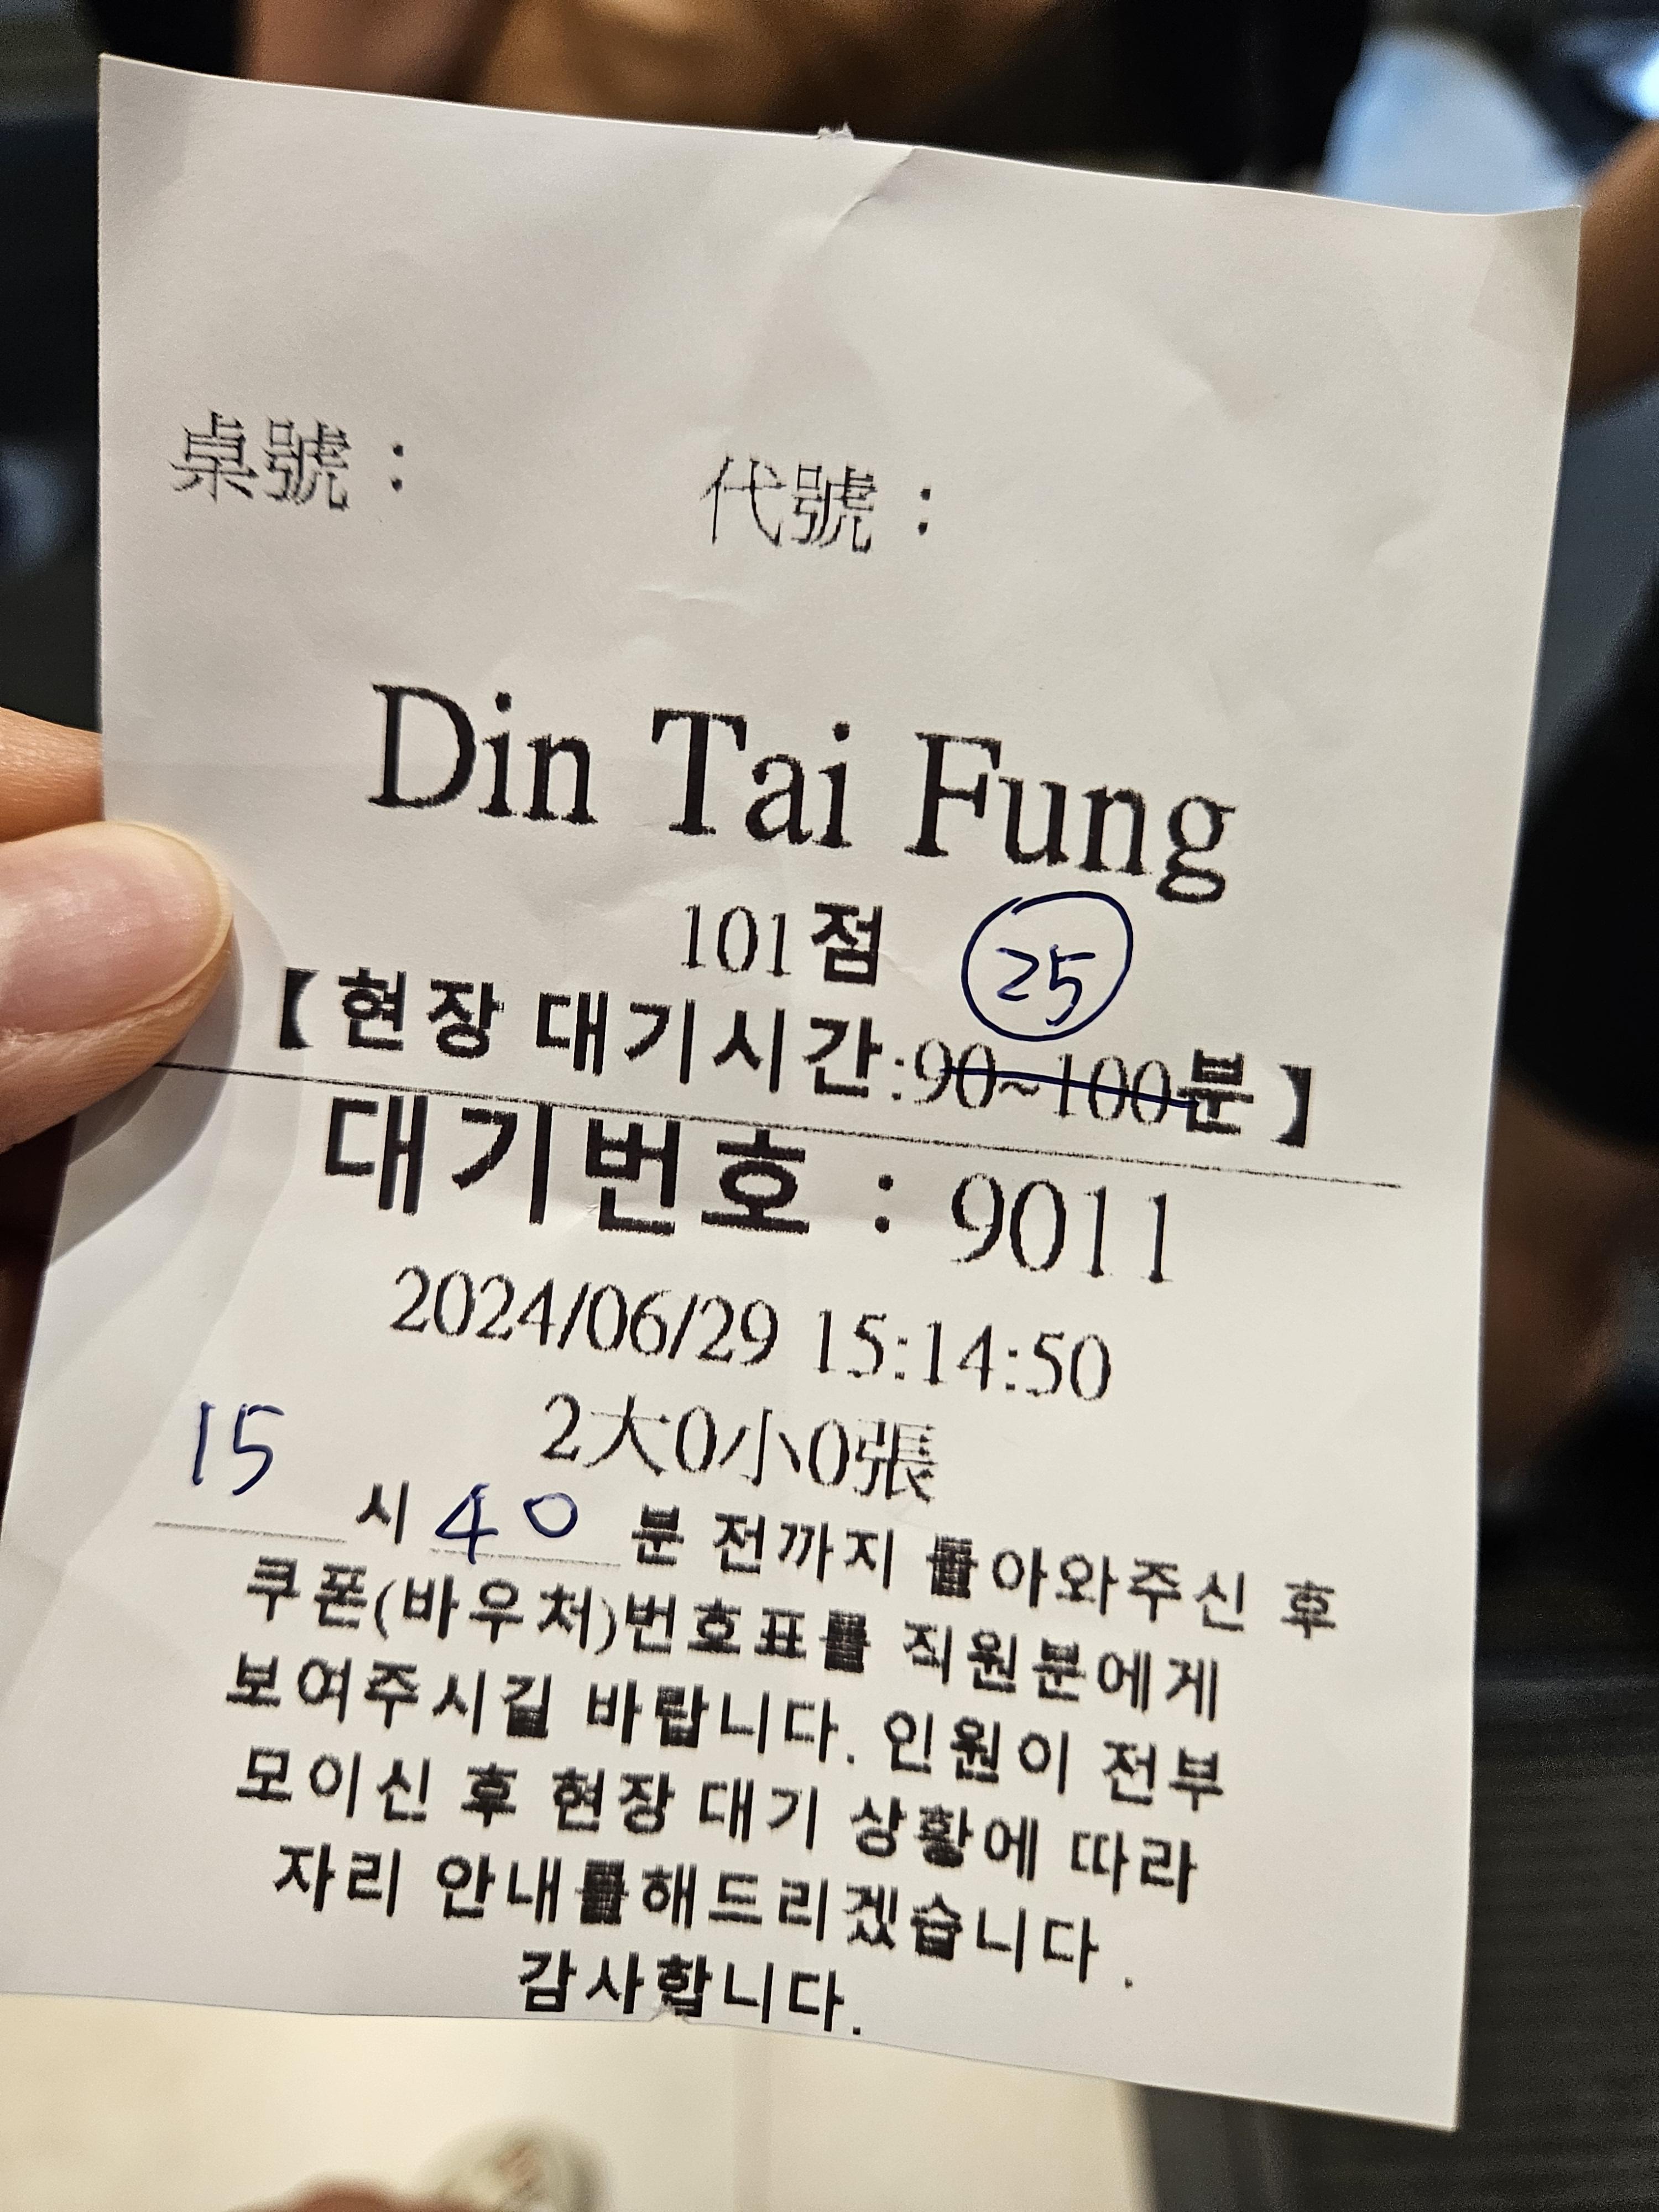 桌號： 代號：
Din Tai Fung
101점 25
【현장 대기시간:90~100분】
대기번호 : 9011
2024/06/29 15:14:50
2大0小0張
15 시 40 분 전까지 돌아와주신 후
쿠폰(바우처)번호표를 직원분에게
보여주시길 바랍니다. 인원이 전부
모이신 후 현장 대기 상황에 따라
자리 안내를해드리겠습니다.
감사합니다.